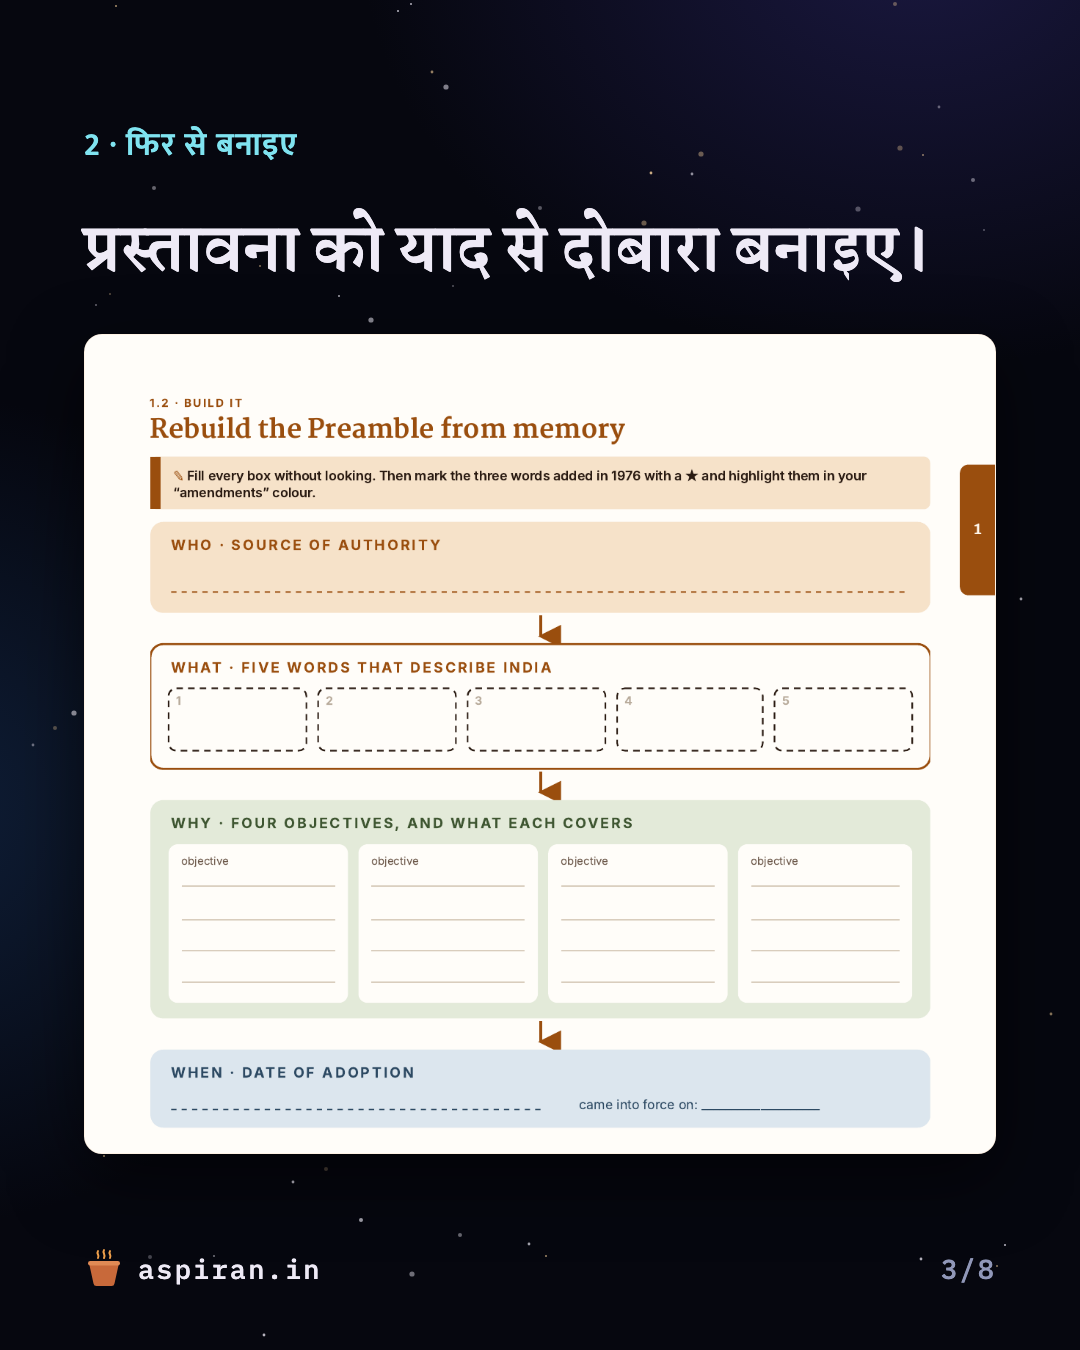 2 · फिर से बनाइए
प्रस्तावना को याद से दोबारा बनाइए।
1.2 · BUILD IT
Rebuild the Preamble from memory
✎ Fill every box without looking. Then mark the three words added in 1976 with a ★ and highlight them in your
“amendments” colour.
1
WHO · SOURCE OF AUTHORITY
WHAT · FIVE WORDS THAT DESCRIBE INDIA
1 2 3 4 5
WHY · FOUR OBJECTIVES, AND WHAT EACH COVERS
objective objective objective objective
WHEN · DATE OF ADOPTION
came into force on:
aspiran.in
3/8